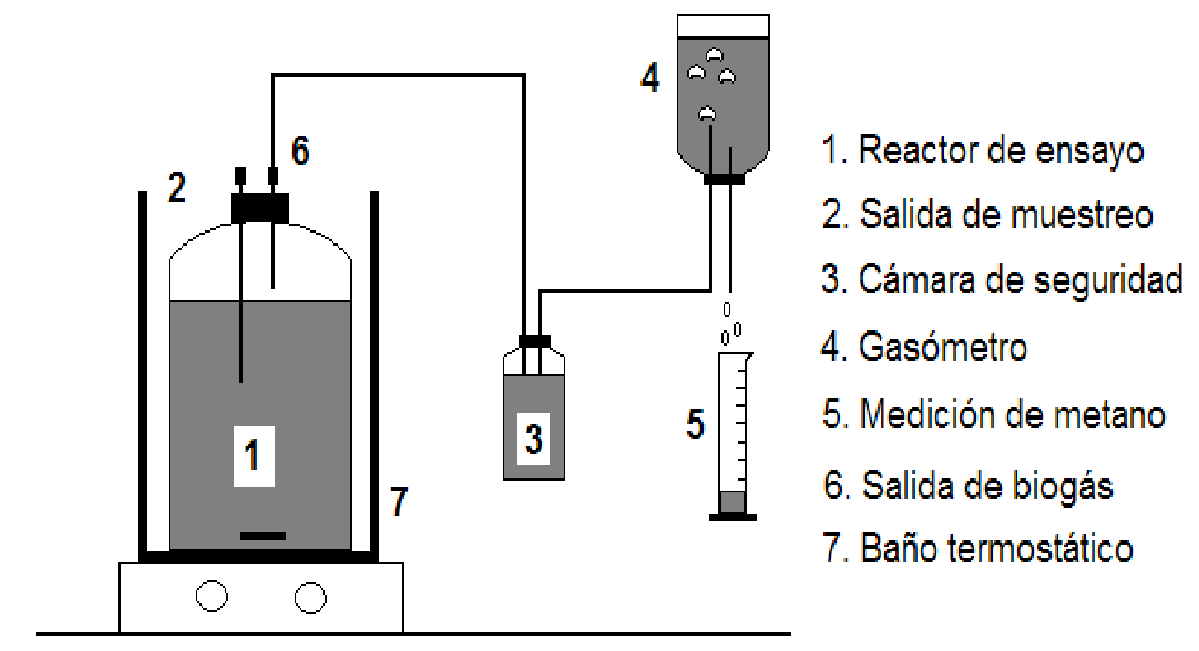 4
6
2
1
3
5
7
1. Reactor de ensayo
2. Salida de muestreo
3. Cámara de seguridad
4. Gasómetro
5. Medición de metano
6. Salida de biogás
7. Baño termostático